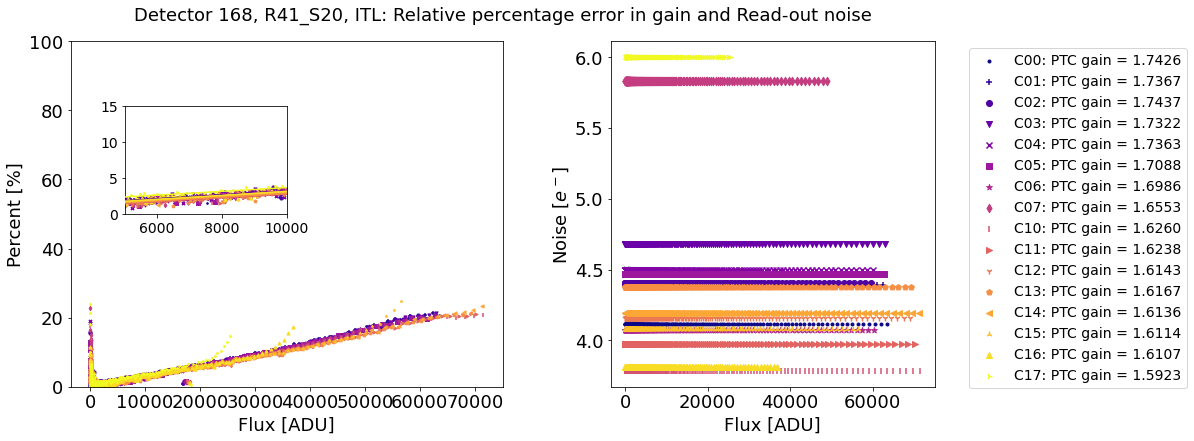 Detector 168, R41_S20, ITL: Relative percentage error in gain and Read-out noise
100
80
60
40
20
0
Percent [%]
15
10
5
0
6000 8000 10000
0 10000 20000 30000 40000 50000 60000 70000
Flux [ADU]
6.0
5.5
5.0
4.5
4.0
Noise [e⁻]
0 20000 40000 60000
Flux [ADU]
C00: PTC gain = 1.7426
C01: PTC gain = 1.7367
C02: PTC gain = 1.7437
C03: PTC gain = 1.7322
C04: PTC gain = 1.7363
C05: PTC gain = 1.7088
C06: PTC gain = 1.6986
C07: PTC gain = 1.6553
C10: PTC gain = 1.6260
C11: PTC gain = 1.6238
C12: PTC gain = 1.6143
C13: PTC gain = 1.6167
C14: PTC gain = 1.6136
C15: PTC gain = 1.6114
C16: PTC gain = 1.6107
C17: PTC gain = 1.5923